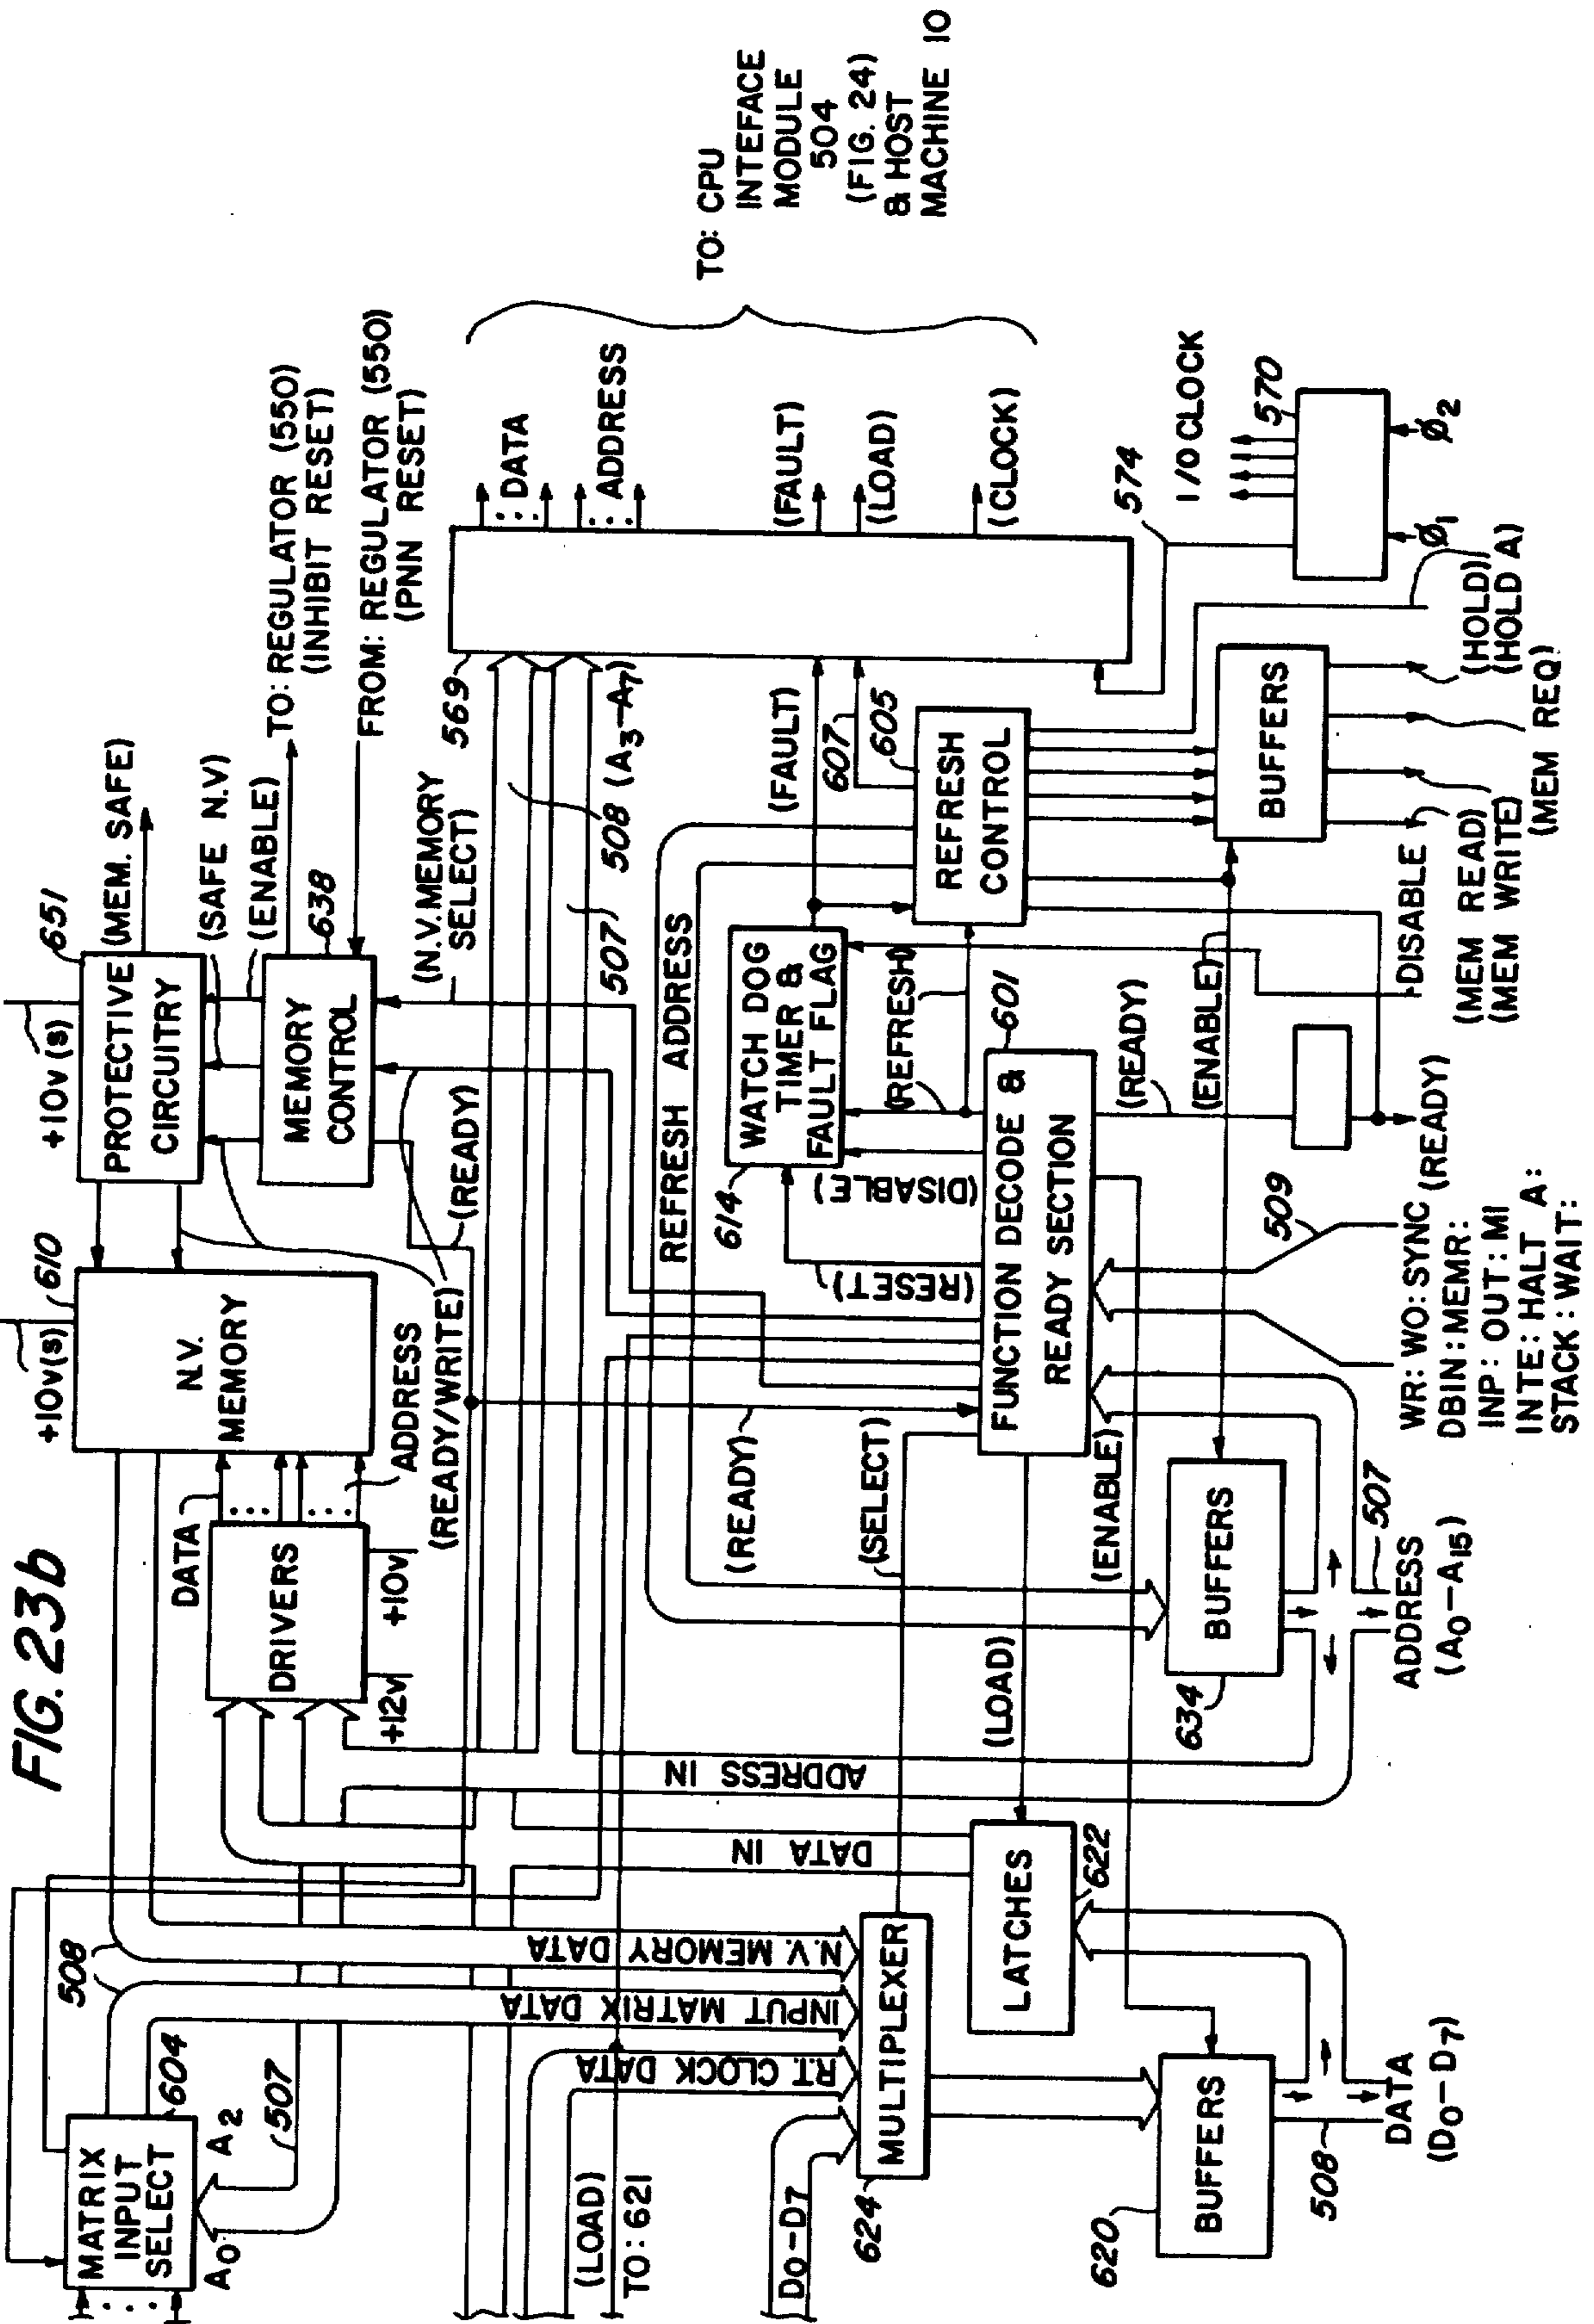 FIG. 23b
MATRIX
INPUT
SELECT
604
A0
A2
507
508
N.V.
MEMORY
610
+10v(s)
PROTECTIVE
CIRCUITRY
651
+10v (s)
(MEM. SAFE)
(SAFE N.V)
(ENABLE)
MEMORY
CONTROL
638
TO: REGULATOR (550)
(INHIBIT RESET)
FROM: REGULATOR (550)
(PNN RESET)
DRIVERS
DATA
ADDRESS
+12v
+10v
(READY/WRITE)
(READY)
(N.V. MEMORY
SELECT)
569
508 (A3-A7)
507
DATA
ADDRESS
(FAULT)
(LOAD)
(CLOCK)
TO: CPU
INTEFACE
MODULE
504
(FIG. 24)
& HOST
MACHINE 10
(LOAD)
TO: 621
D0-D7
R.T. CLOCK DATA
INPUT MATRIX DATA
N.V. MEMORY DATA
DATA IN
ADDRESS IN
REFRESH ADDRESS
614
WATCH DOG
TIMER &
FAULT FLAG
(FAULT)
607
605
REFRESH
CONTROL
(REFRESH)
(DISABLE)
(RESET)
601
FUNCTION DECODE &
READY SECTION
(READY)
(SELECT)
(LOAD)
(ENABLE)
(READY)
(ENABLE)
MULTIPLEXER
624
LATCHES
622
BUFFERS
620
508
DATA
(D0-D7)
BUFFERS
634
507
ADDRESS
(A0-A15)
509
WR: WO: SYNC
DBIN: MEMR:
INP: OUT: MI
INTE: HALT A:
STACK: WAIT:
(READY)
DISABLE
(MEM READ)
(MEM WRITE)
(MEM REQ)
BUFFERS
(HOLD)
(HOLD A)
574
I/O CLOCK
570
Ø1
Ø2